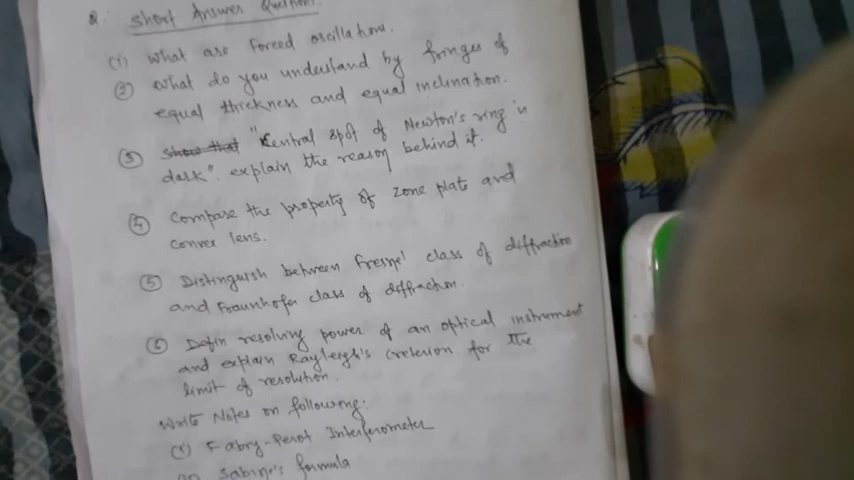 Q. Short Answer Question.
(1) What are Forced oscillation.
(2) What do you understand by fringes of
equal thickness and equal inclination.
(3) Show that "Central spot of Newton's ring is
dark". explain the reason behind it.
(4) Compare the property of zone plate and
convex lens.
(5) Distinguish between Fresnel class of diffraction
and Fraunhofer class of diffraction.
(6) Defin resolving power of an optical instrument
and explain Rayleigh's creterion for the
limit of resolution.
Write Notes on following:
(i) Fabry-Perot Interferometer
Sabine's formula